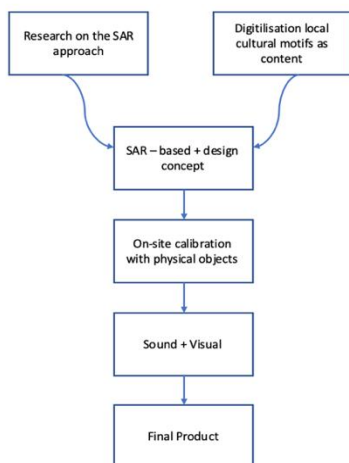 Research on the SAR
approach
Digitilisation local
cultural motifs as
content
SAR – based + design
concept
On-site calibration
with physical objects
Sound + Visual
Final Product